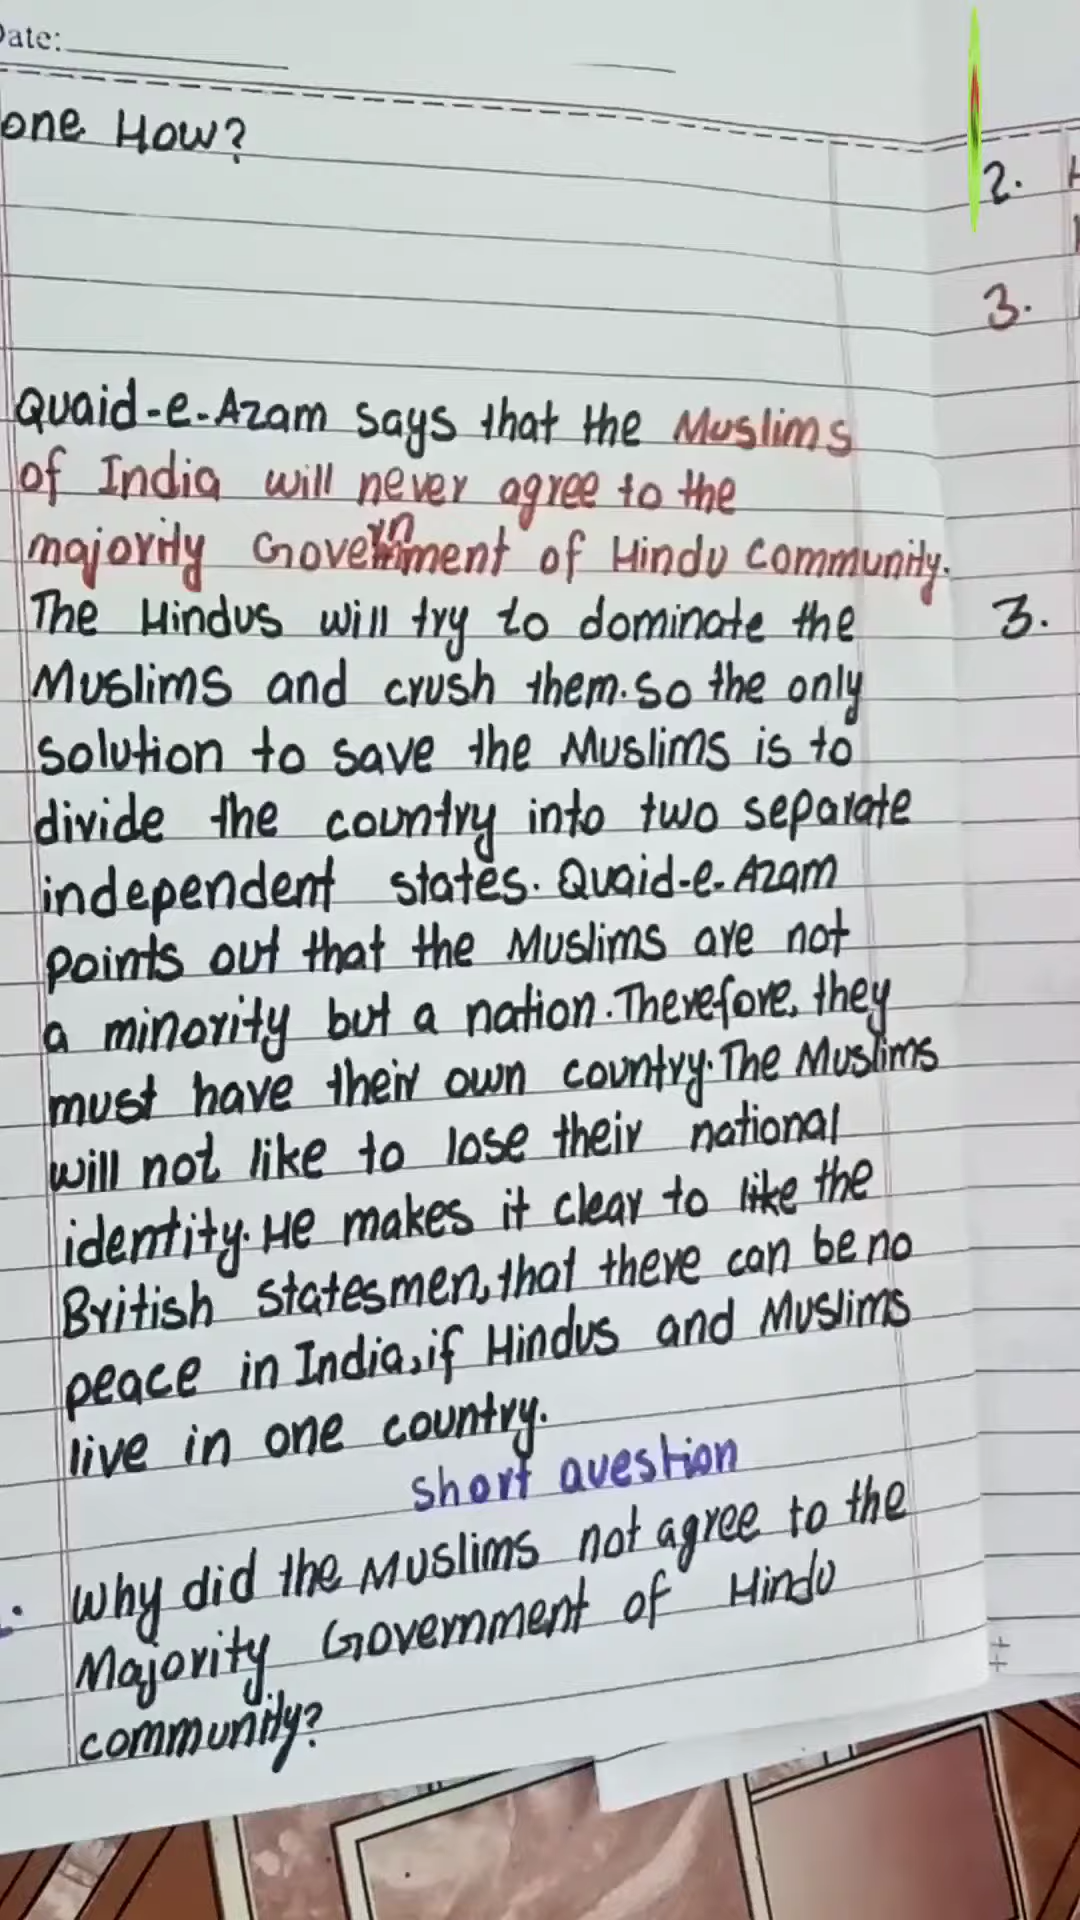 Date:
one. How?
Quaid-e-Azam says that the Muslims
of India will never agree to the
majority Government of Hindu Community.
The Hindus will try to dominate the
Muslims and crush them. so the only
solution to save the Muslims is to
divide the country into two separate
independent states. Quaid-e-Azam
points out that the Muslims are not
a minority but a nation. Therefore, they
must have their own country. The Muslims
will not like to lose their national
identity. He makes it clear to like the
British statesmen, that there can be no
peace in India, if Hindus and Muslims
live in one country.
short question
Why did the Muslims not agree to the
Majority Government of Hindu
community?
2.
3.
3.